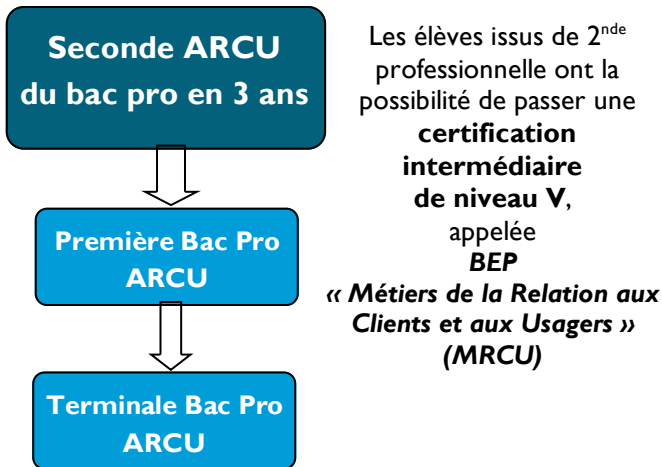 Seconde ARCU
du bac pro en 3 ans
Première Bac Pro
ARCU
Terminale Bac Pro
ARCU
Les élèves issus de 2nde
professionnelle ont la
possibilité de passer une
certification
intermédiaire
de niveau V,
appelée
BEP
« Métiers de la Relation aux
Clients et aux Usagers »
(MRCU)